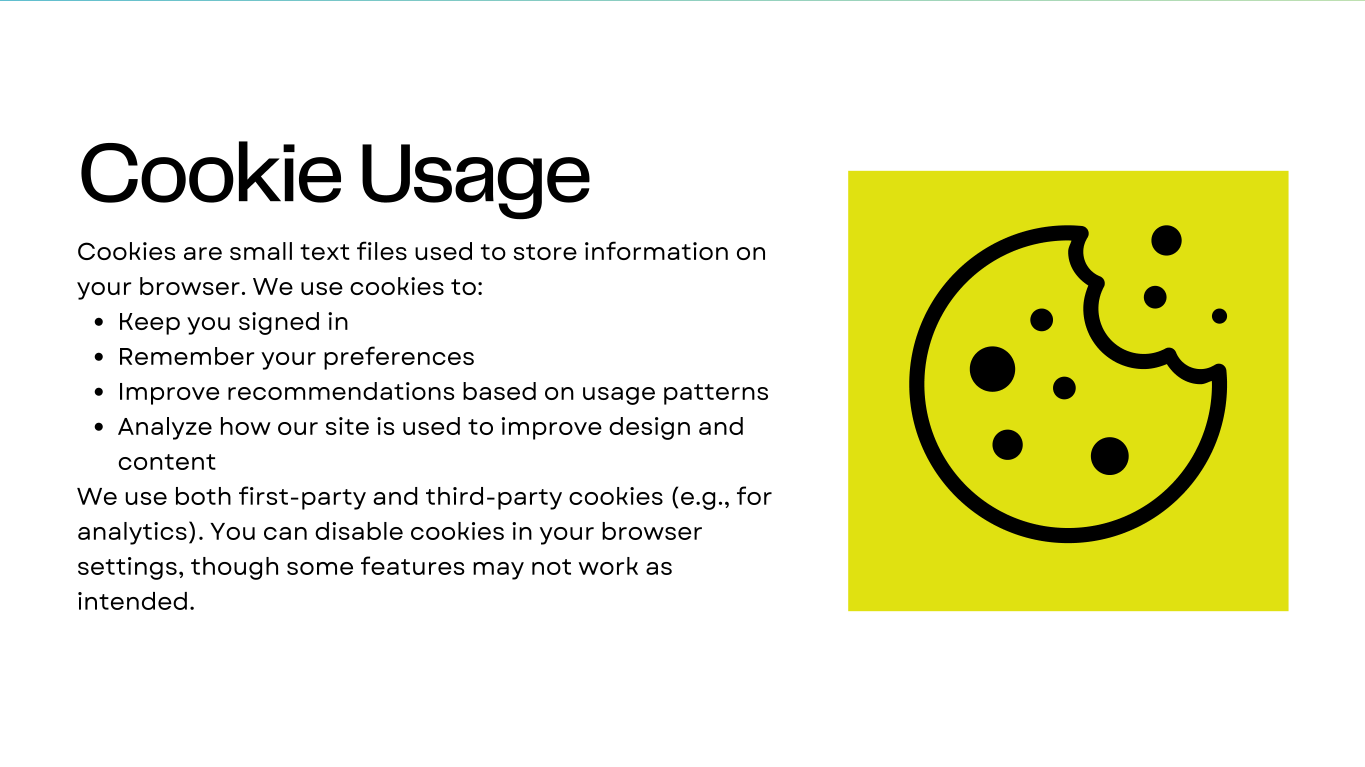 Cookie Usage
Cookies are small text files used to store information on
your browser. We use cookies to:
• Keep you signed in
• Remember your preferences
• Improve recommendations based on usage patterns
• Analyze how our site is used to improve design and
content
We use both first-party and third-party cookies (e.g., for
analytics). You can disable cookies in your browser
settings, though some features may not work as
intended.